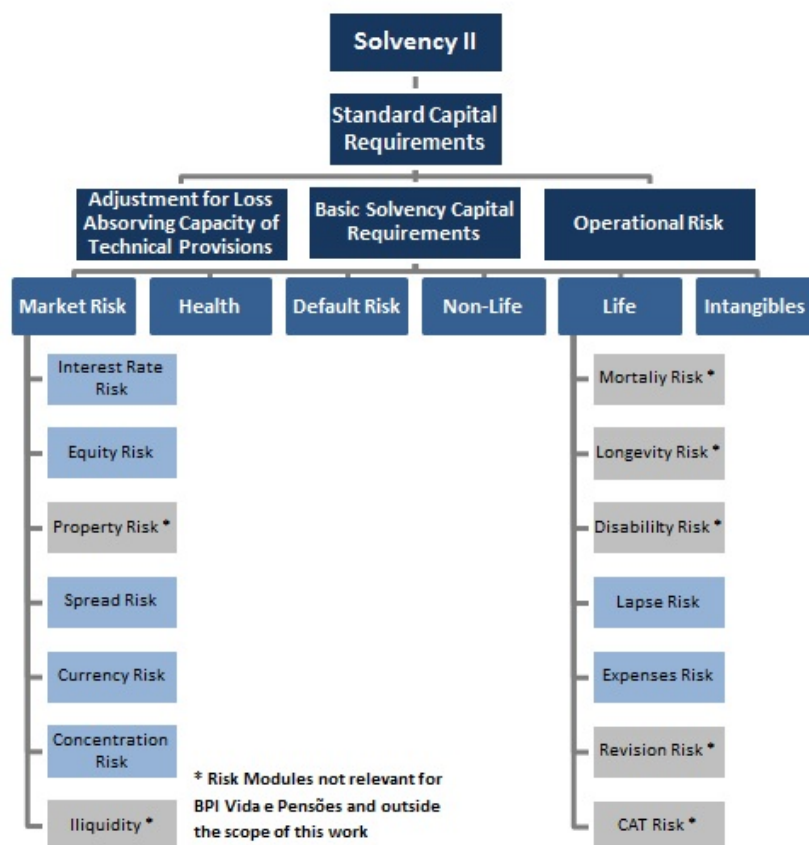 Solvency II
Standard Capital
Requirements
Adjustment for Loss
Absorving Capacity of
Technical Provisions
Basic Solvency Capital
Requirements
Operational Risk
Market Risk
Health
Default Risk
Non-Life
Life
Intangibles
Interest Rate
Risk
Equity Risk
Property Risk *
Spread Risk
Currency Risk
Concentration
Risk
Iliquidity *
Mortaliy Risk *
Longevity Risk *
Disabililty Risk *
Lapse Risk
Expenses Risk
Revision Risk *
CAT Risk *
* Risk Modules not relevant for
BPI Vida e Pensões and outside
the scope of this work